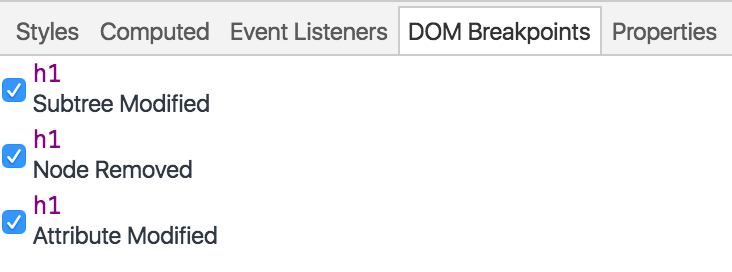 Styles Computed Event Listeners DOM Breakpoints Properties
h1
Subtree Modified
h1
Node Removed
h1
Attribute Modified